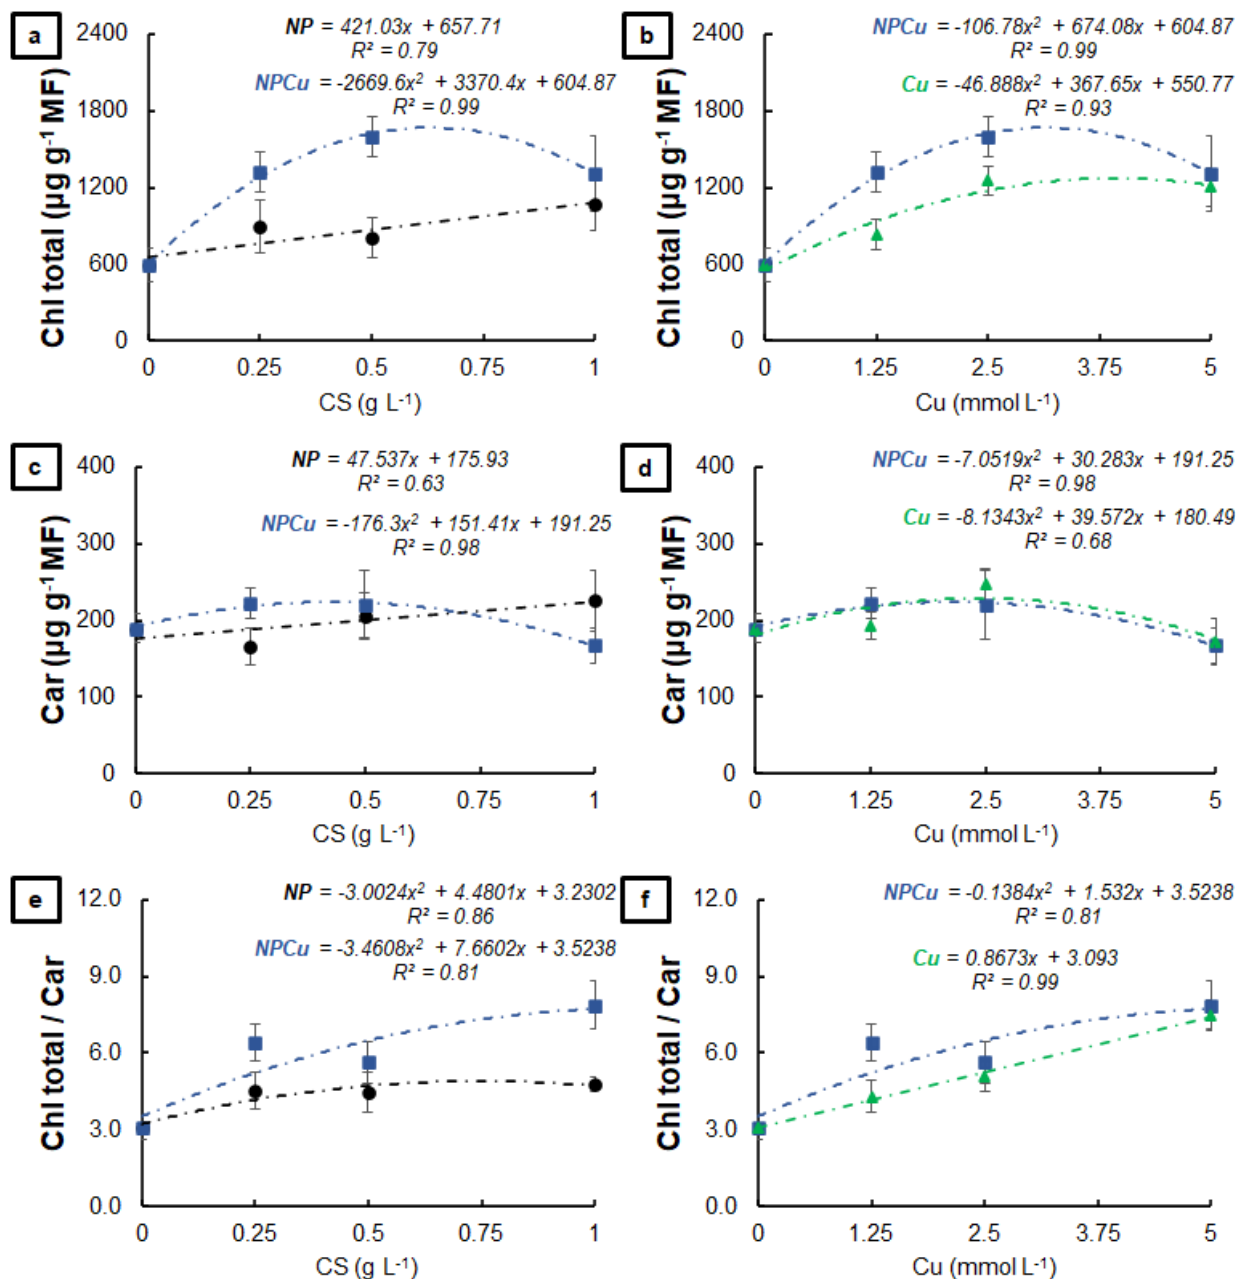 a
NP = 421.03x + 657.71
R² = 0.79
NPCu = -2669.6x² + 3370.4x + 604.87
R² = 0.99
Chl total (µg g⁻¹ MF)
2400
1800
1200
600
0
0 0.25 0.5 0.75 1
CS (g L⁻¹)
b
NPCu = -106.78x² + 674.08x + 604.87
R² = 0.99
Cu = -46.888x² + 367.65x + 550.77
R² = 0.93
Chl total (µg g⁻¹ MF)
2400
1800
1200
600
0
0 1.25 2.5 3.75 5
Cu (mmol L⁻¹)
c
NP = 47.537x + 175.93
R² = 0.63
NPCu = -176.3x² + 151.41x + 191.25
R² = 0.98
Car (µg g⁻¹ MF)
400
300
200
100
0
0 0.25 0.5 0.75 1
CS (g L⁻¹)
d
NPCu = -7.0519x² + 30.283x + 191.25
R² = 0.98
Cu = -8.1343x² + 39.572x + 180.49
R² = 0.68
Car (µg g⁻¹ MF)
400
300
200
100
0
0 1.25 2.5 3.75 5
Cu (mmol L⁻¹)
e
NP = -3.0024x² + 4.4801x + 3.2302
R² = 0.86
NPCu = -3.4608x² + 7.6602x + 3.5238
R² = 0.81
Chl total / Car
12.0
9.0
6.0
3.0
0.0
0 0.25 0.5 0.75 1
CS (g L⁻¹)
f
NPCu = -0.1384x² + 1.532x + 3.5238
R² = 0.81
Cu = 0.8673x + 3.093
R² = 0.99
Chl total / Car
12.0
9.0
6.0
3.0
0.0
0 1.25 2.5 3.75 5
Cu (mmol L⁻¹)